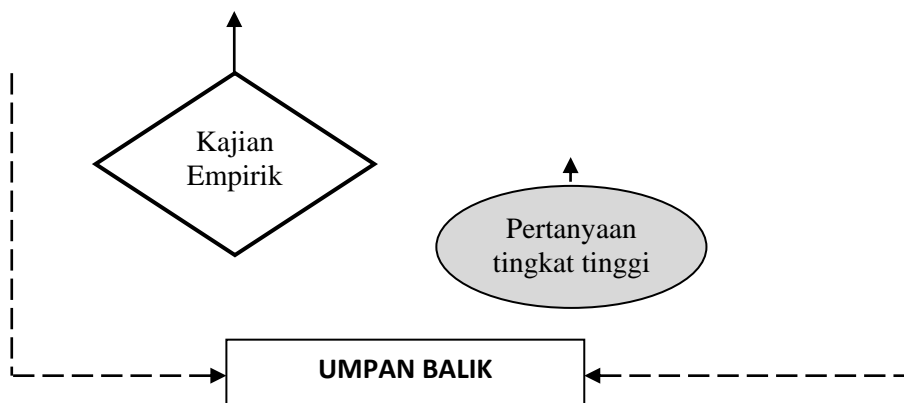 Kajian
Empirik
Pertanyaan
tingkat tinggi
UMPAN BALIK